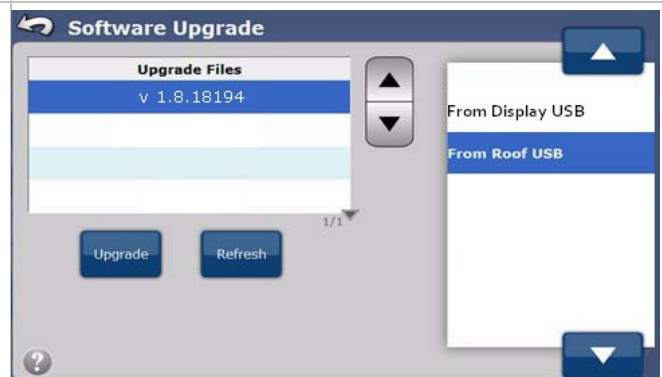 Software Upgrade
Upgrade Files
v 1.8.18194
1/1
Upgrade
Refresh
From Display USB
From Roof USB
?